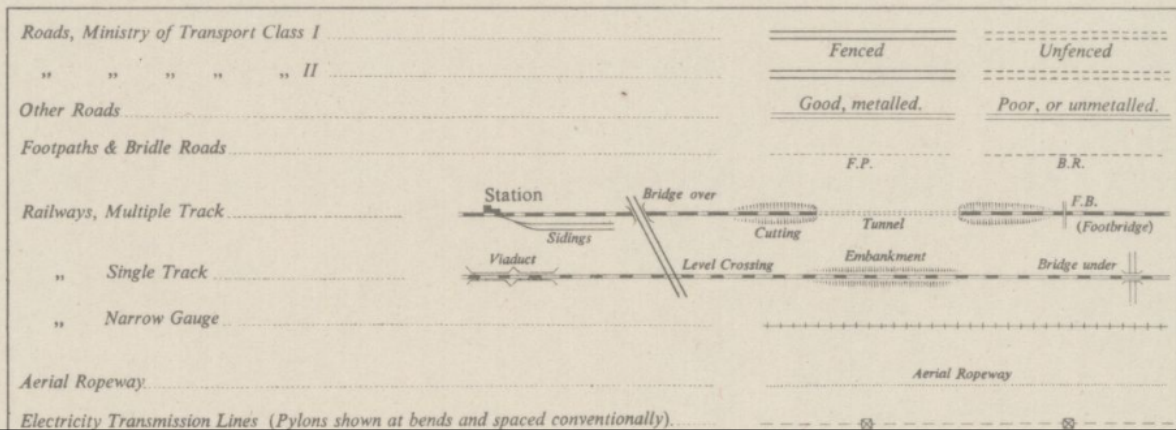 Roads, Ministry of Transport Class I
Fenced Unfenced
„ „ „ „ „ II
Other Roads Good, metalled. Poor, or unmetalled.
Footpaths & Bridle Roads
F.P. B.R.
Station Bridge over F.B.
Railways, Multiple Track
Sidings Cutting Tunnel (Footbridge)
Viaduct Level Crossing Embankment Bridge under
„ Single Track
„ Narrow Gauge
Aerial Ropeway
Aerial Ropeway
Electricity Transmission Lines (Pylons shown at bends and spaced conventionally).